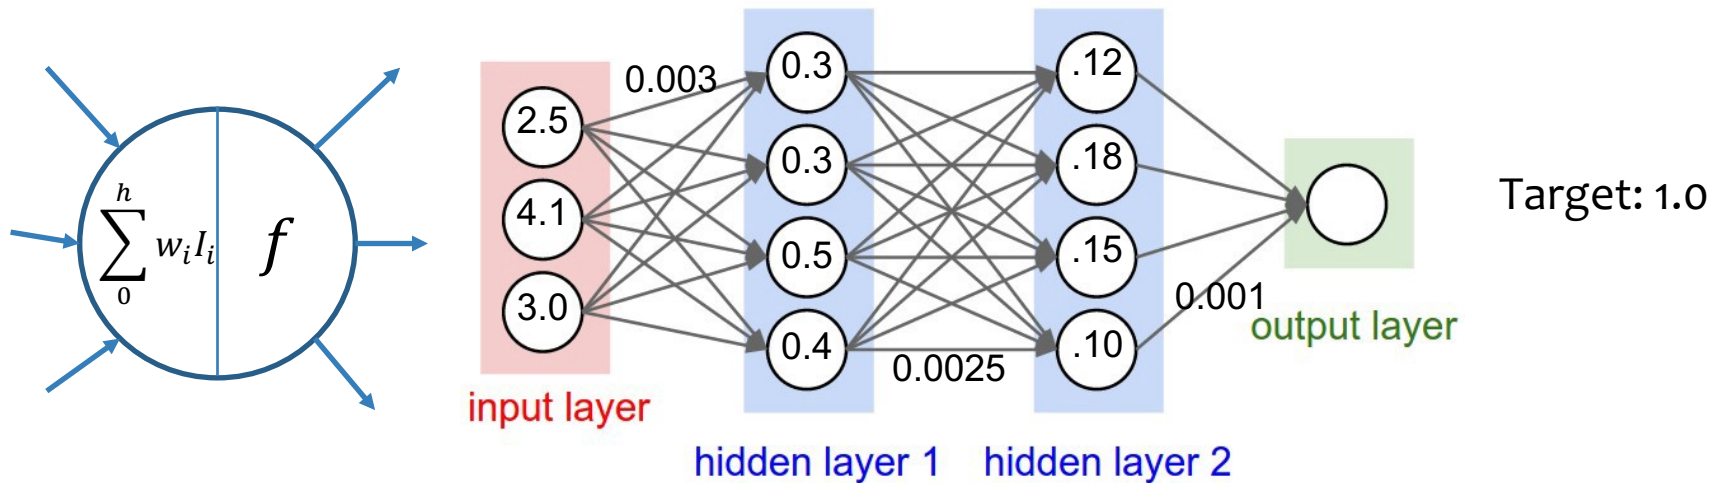 h
∑ w_i I_i
0
f
2.5
4.1
3.0
input layer
0.003
0.3
0.3
0.5
0.4
hidden layer 1
0.0025
.12
.18
.15
.10
hidden layer 2
0.001
output layer
Target: 1.0